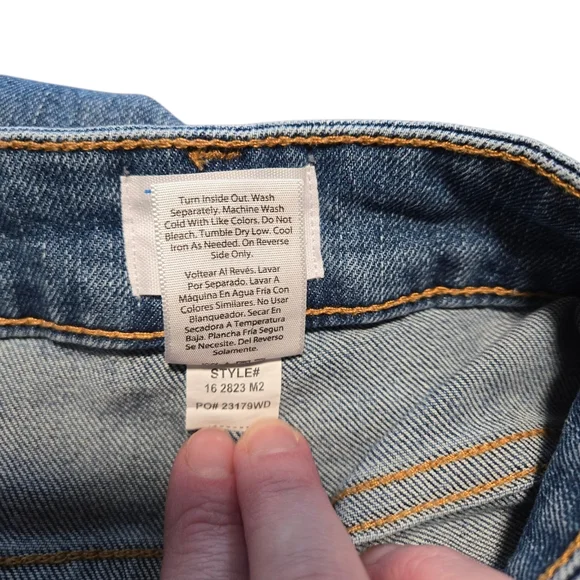 Turn Inside Out. Wash
Separately. Machine Wash
Cold With Like Colors. Do Not
Bleach. Tumble Dry Low. Cool
Iron As Needed. On Reverse
Side Only.
Voltear Al Revés. Lavar
Por Separado. Lavar A
Máquina En Agua Fría Con
Colores Similares. No Usar
Blanqueador. Secar En
Secadora A Temperatura
Baja. Plancha Fría Segun
Se Necesite. Del Reverso
Solamente.
STYLE#
16 2823 M2
PO# 23179WD